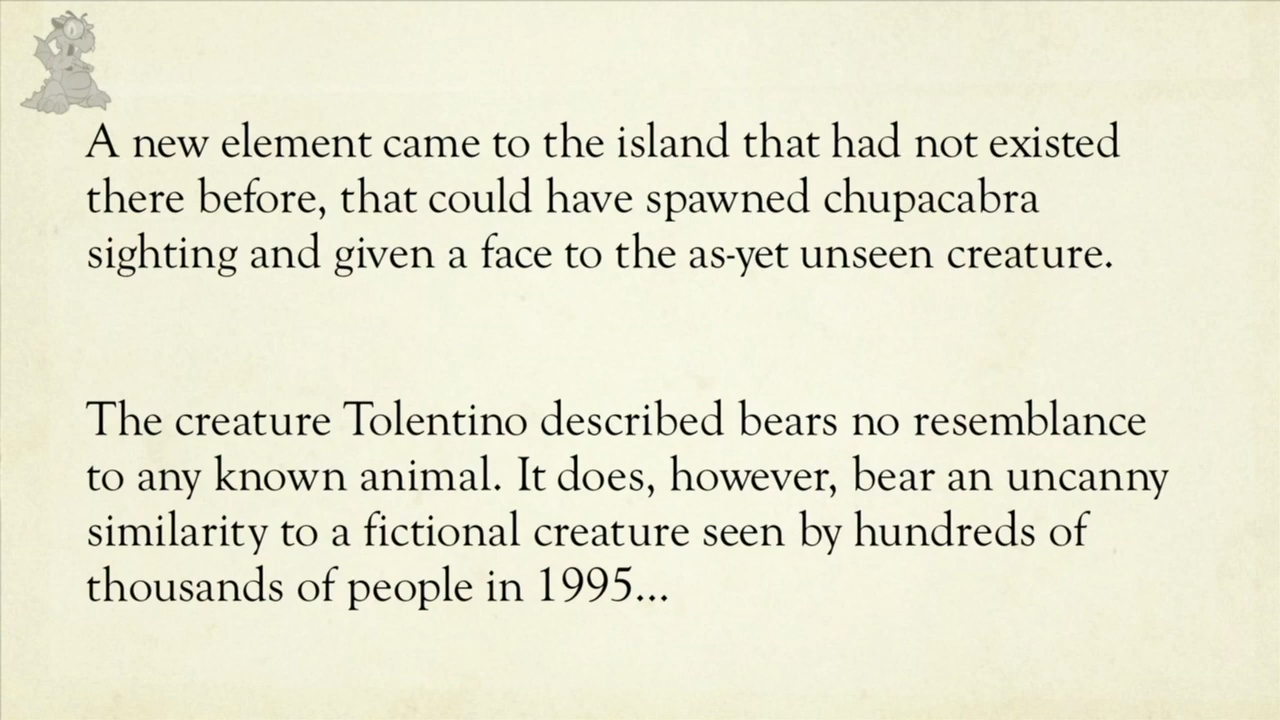 A new element came to the island that had not existed
there before, that could have spawned chupacabra
sighting and given a face to the as-yet unseen creature.
The creature Tolentino described bears no resemblance
to any known animal. It does, however, bear an uncanny
similarity to a fictional creature seen by hundreds of
thousands of people in 1995...